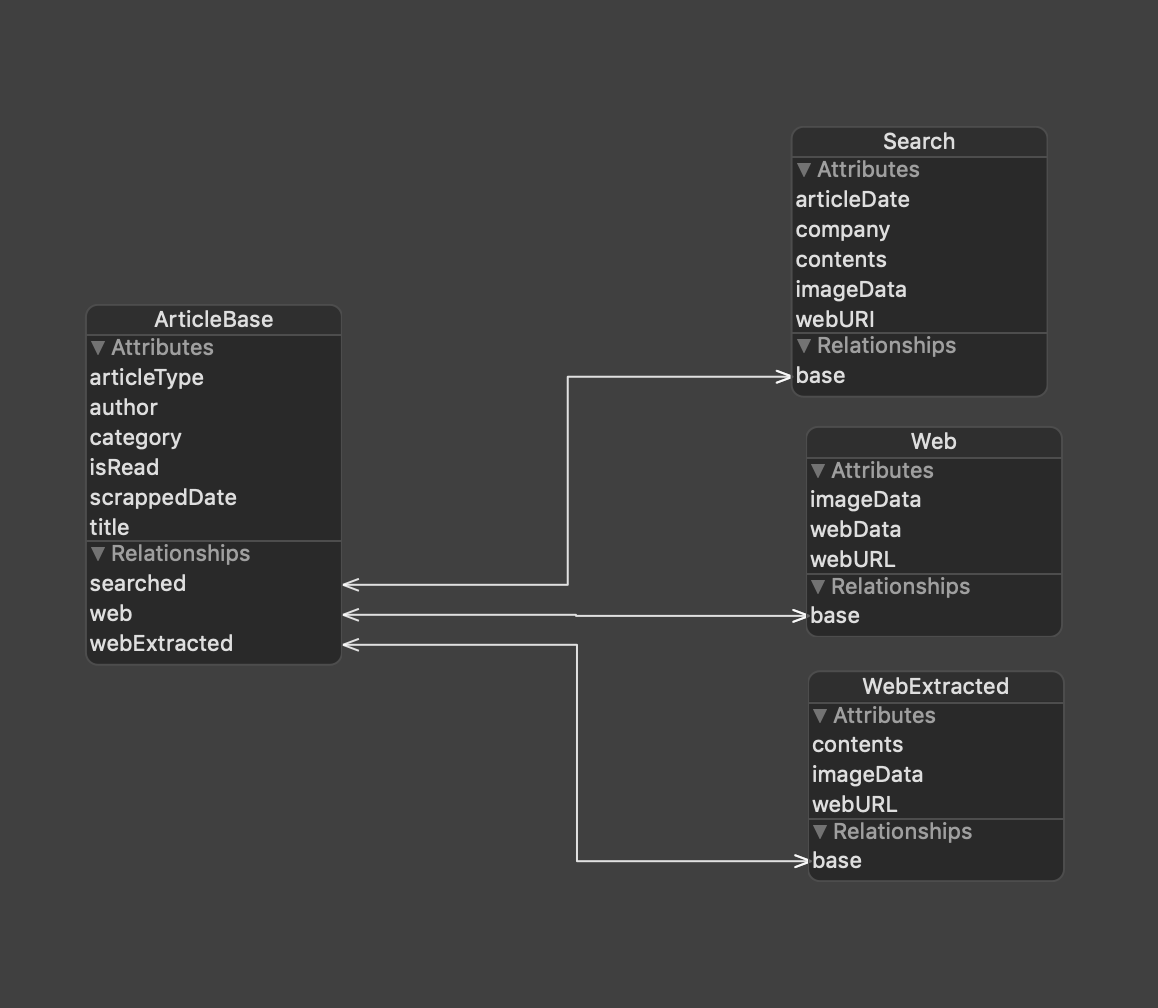 ArticleBase
Attributes
articleType
author
category
isRead
scrappedDate
title
Relationships
searched
web
webExtracted
Search
Attributes
articleDate
company
contents
imageData
webURI
Relationships
base
Web
Attributes
imageData
webData
webURL
Relationships
base
WebExtracted
Attributes
contents
imageData
webURL
Relationships
base